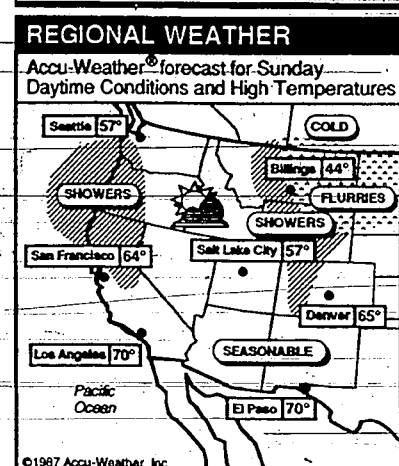 REGIONAL WEATHER
Accu-Weather® forecast for Sunday
Daytime Conditions and High Temperatures
Seattle 57°
COLD
Billings 44°
SHOWERS
FLURRIES
SHOWERS
San Francisco 64°
Salt Lake City 57°
Denver 65°
Los Angeles 70°
SEASONABLE
Pacific
Ocean
El Paso 70°
©1987 Accu-Weather, Inc.